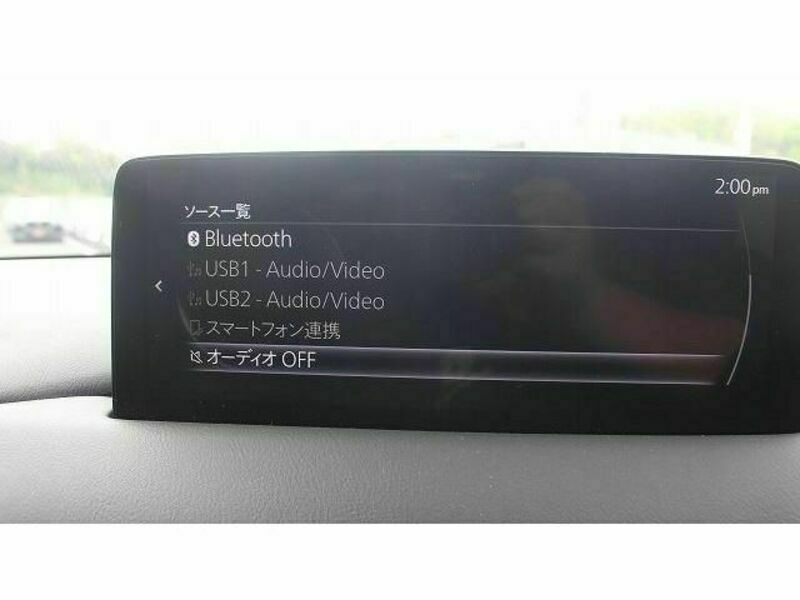 2:00pm
ソース一覧
Bluetooth
USB1 - Audio/Video
USB2 - Audio/Video
スマートフォン連携
オーディオ OFF